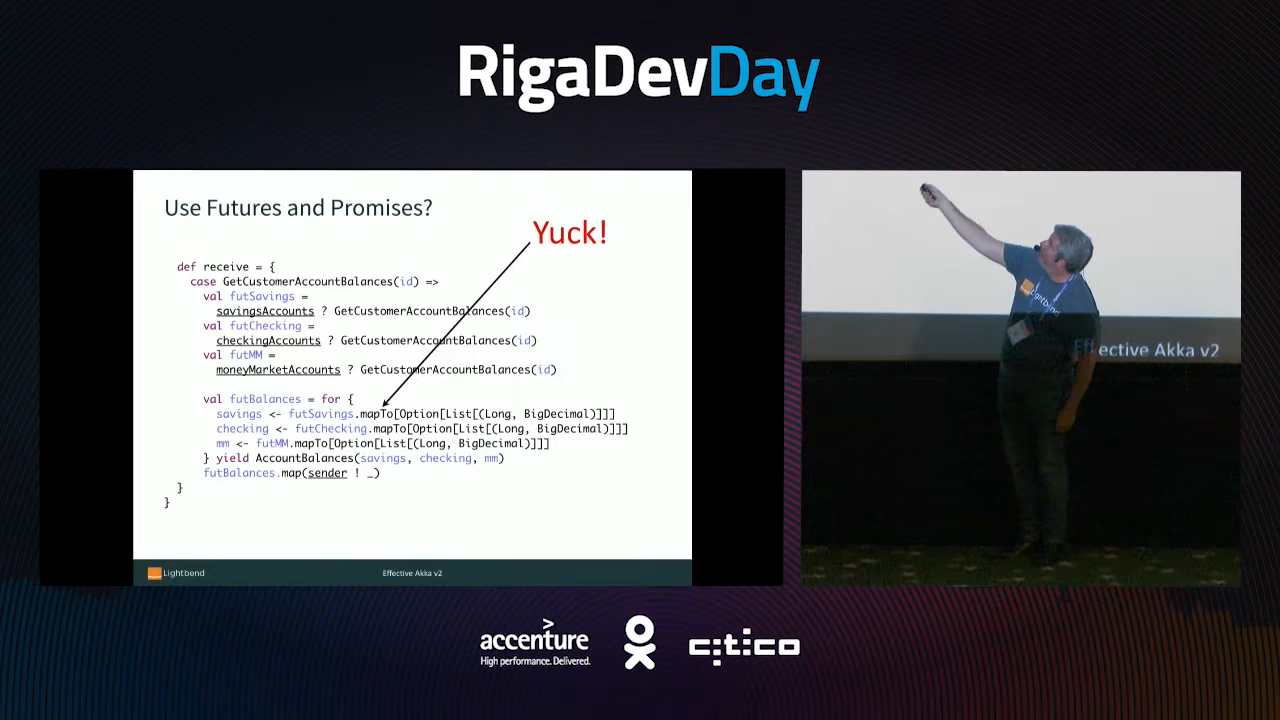 RigaDevDay
Use Futures and Promises?
Yuck!
def receive = {
case GetCustomerAccountBalances(id) =>
val futSavings =
savingsAccounts ? GetCustomerAccountBalances(id)
val futChecking =
checkingAccounts ? GetCustomerAccountBalances(id)
val futMM =
moneyMarketAccounts ? GetCustomerAccountBalances(id)
val futBalances = for {
savings <- futSavings.mapTo[Option[List[(Long, BigDecimal)]]]
checking <- futChecking.mapTo[Option[List[(Long, BigDecimal)]]]
mm <- futMM.mapTo[Option[List[(Long, BigDecimal)]]]
} yield AccountBalances(savings, checking, mm)
futBalances.map(sender ! _)
}
}
Lightbend
Effective Akka v2
Lightbend
Effective Akka v2
accenture
High performance. Delivered.
citico